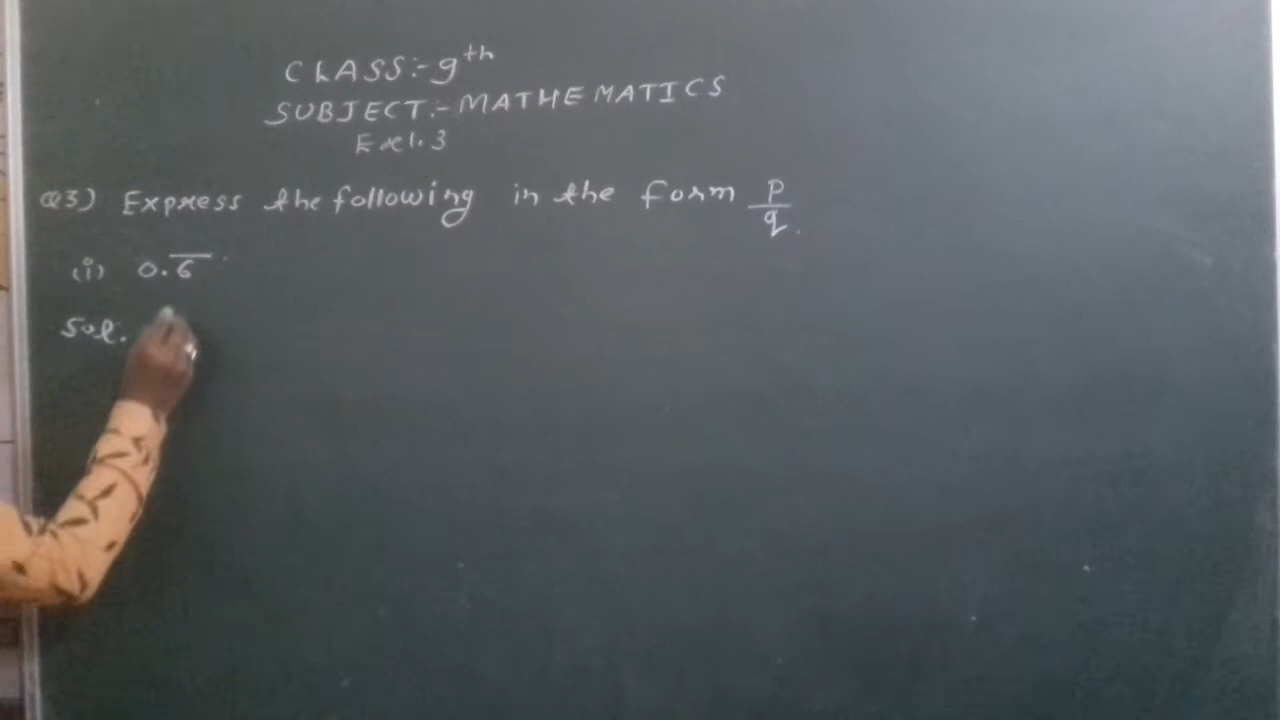 CLASS:- 9th
SUBJECT:- MATHEMATICS
Ex 1.3
Q3) Express the following in the form p/q.
(i) 0.6̅
Sol.